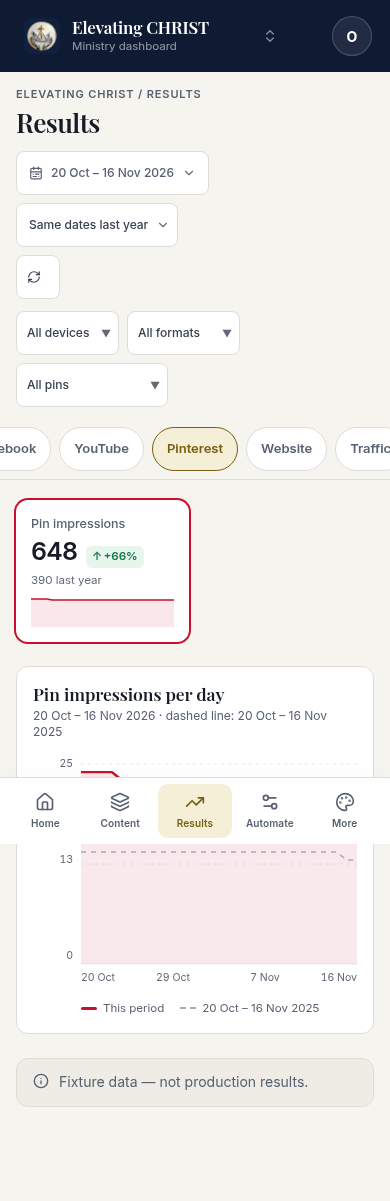 Elevating CHRIST
Ministry dashboard
O
ELEVATING CHRIST / RESULTS
Results
20 Oct – 16 Nov 2026
Same dates last year
All devices
All formats
All pins
ebook
YouTube
Pinterest
Website
Traffic
Pin impressions
648
↑ +66%
390 last year
Pin impressions per day
20 Oct – 16 Nov 2026 · dashed line: 20 Oct – 16 Nov
2025
25
Home
Content
Results
Automate
More
13
0
20 Oct
29 Oct
7 Nov
16 Nov
This period
20 Oct – 16 Nov 2025
Fixture data — not production results.